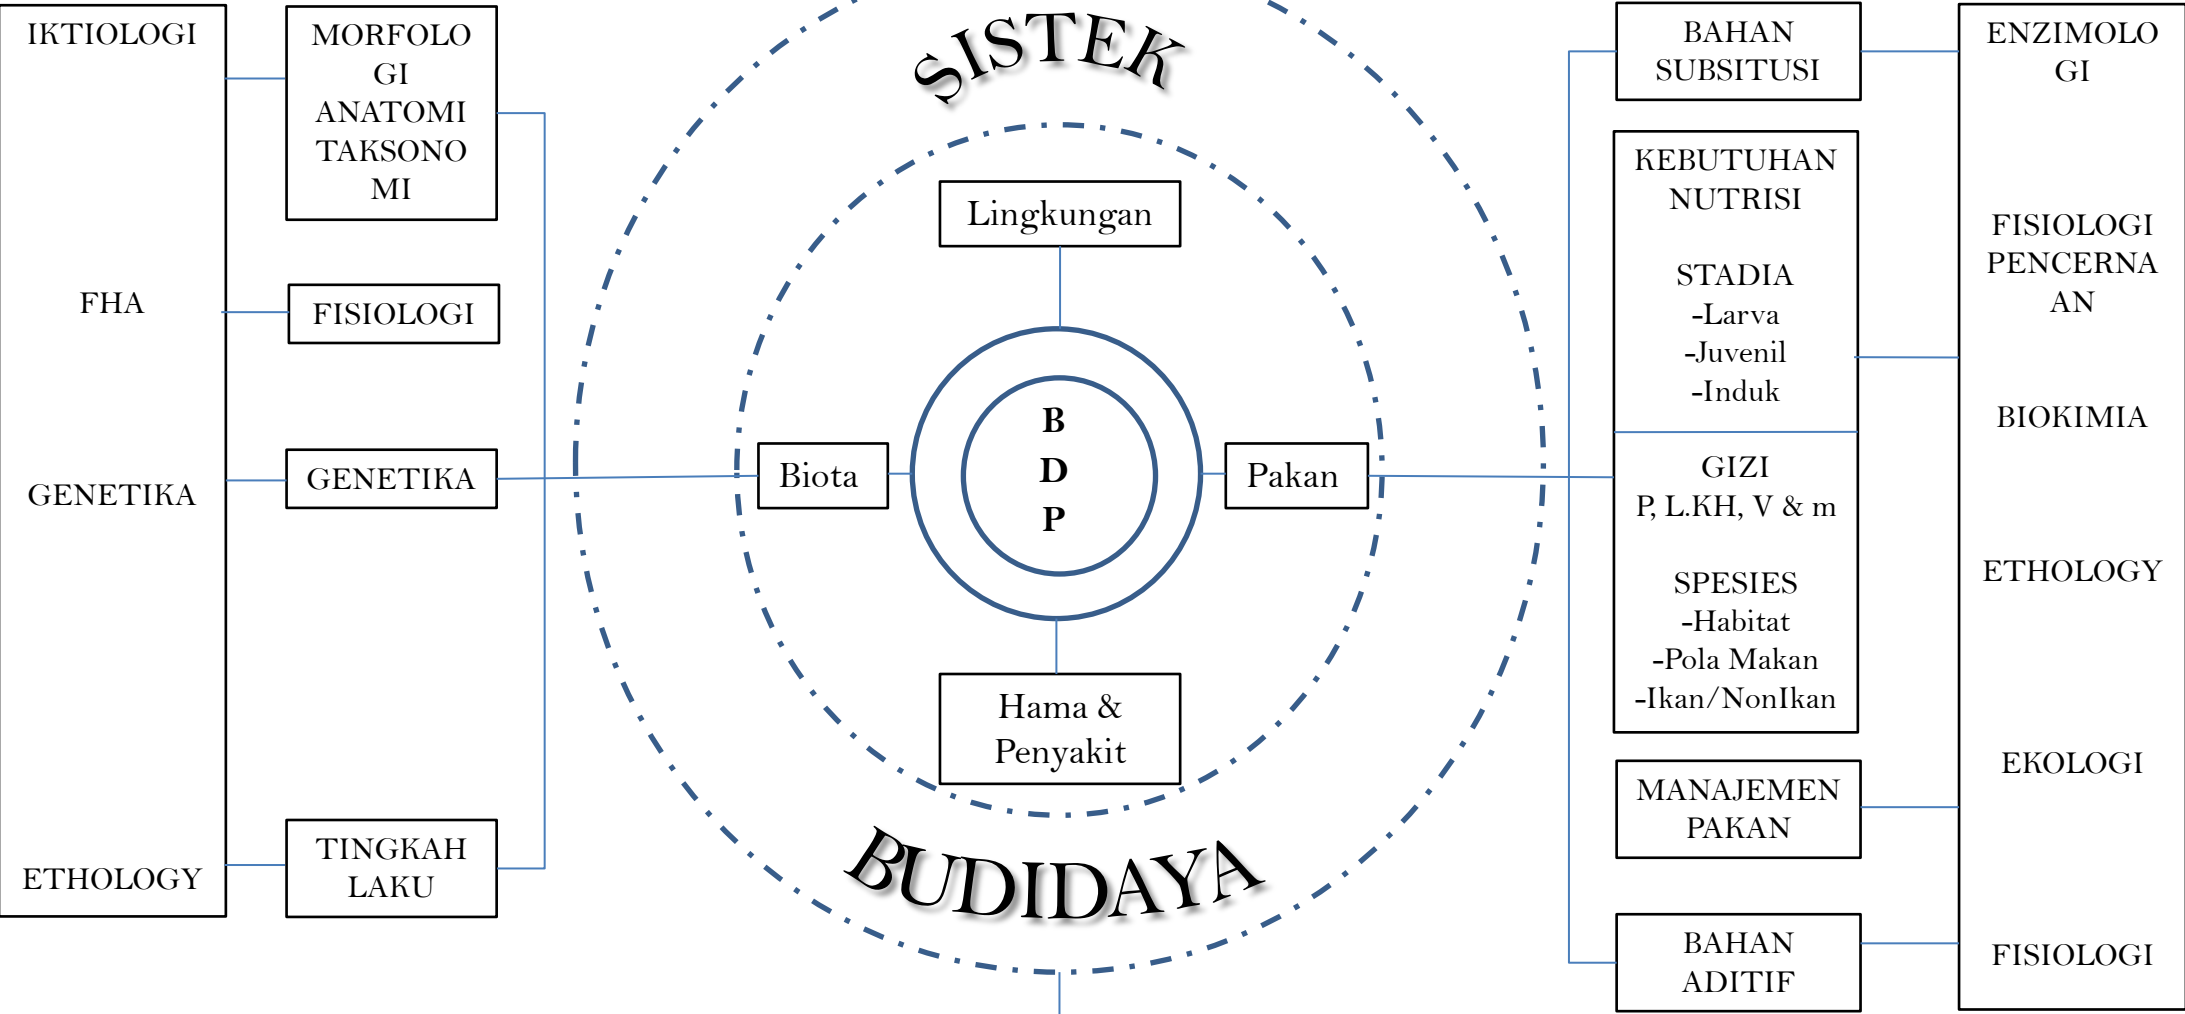 IKTIOLOGI
FHA
GENETIKA
ETHOLOGY
MORFOLO
GI
ANATOMI
TAKSONO
MI
FISIOLOGI
GENETIKA
TINGKAH
LAKU
SISTEK
Lingkungan
Biota
B
D
P
Pakan
Hama &
Penyakit
BUDIDAYA
BAHAN
SUBSITUSI
KEBUTUHAN
NUTRISI
STADIA
-Larva
-Juvenil
-Induk
GIZI
P, L.KH, V & m
SPESIES
-Habitat
-Pola Makan
-Ikan/NonIkan
MANAJEMEN
PAKAN
BAHAN
ADITIF
ENZIMOLO
GI
FISIOLOGI
PENCERNA
AN
BIOKIMIA
ETHOLOGY
EKOLOGI
FISIOLOGI